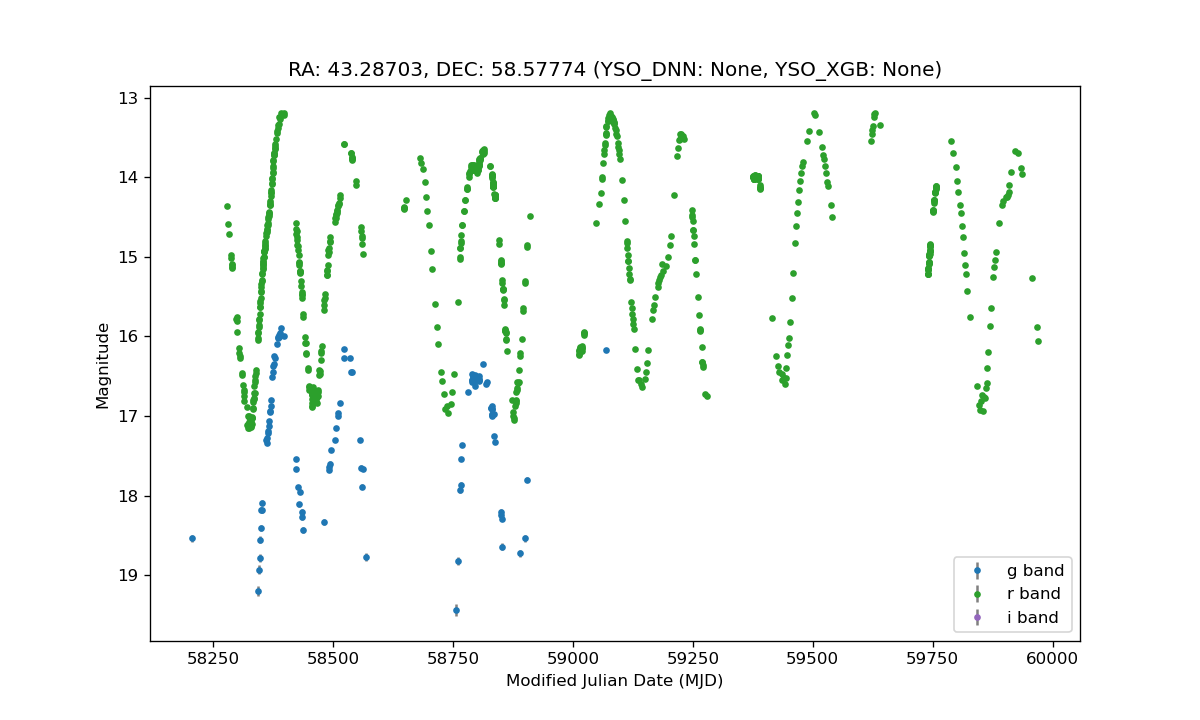 RA: 43.28703, DEC: 58.57774 (YSO_DNN: None, YSO_XGB: None)
13
14
15
16
17
18
19
Magnitude
58250 58500 58750 59000 59250 59500 59750 60000
Modified Julian Date (MJD)
g band
r band
i band